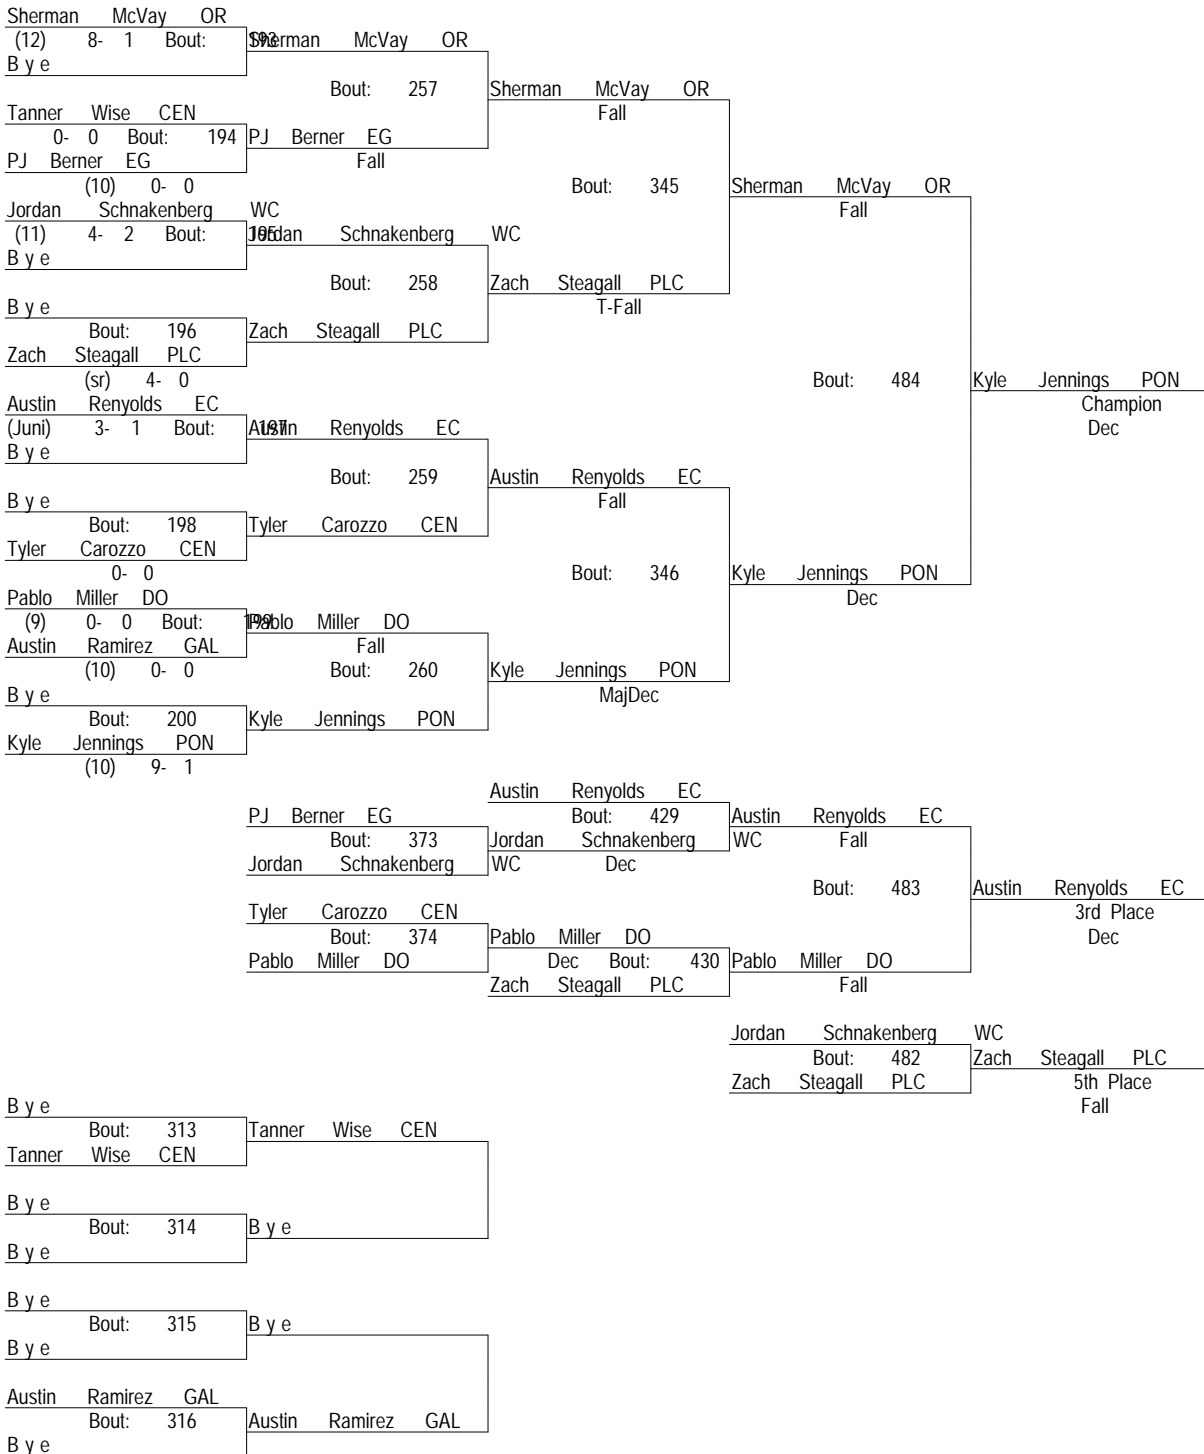 Sherman McVay OR
(12) 8- 1 Bout: 193 Sherman McVay OR
B y e
Bout: 257 Sherman McVay OR
Tanner Wise CEN Fall
0- 0 Bout: 194 PJ Berner EG
PJ Berner EG Fall
(10) 0- 0 Bout: 345 Sherman McVay OR
Jordan Schnakenberg WC Fall
(11) 4- 2 Bout: 195 Jordan Schnakenberg WC
B y e
Bout: 258 Zach Steagall PLC
B y e T-Fall
Bout: 196 Zach Steagall PLC
Zach Steagall PLC
(sr) 4- 0 Bout: 484 Kyle Jennings PON
Austin Renyolds EC Champion
(Juni) 3- 1 Bout: 197 Austin Renyolds EC Dec
B y e
Bout: 259 Austin Renyolds EC
B y e Fall
Bout: 198 Tyler Carozzo CEN
Tyler Carozzo CEN
0- 0 Bout: 346 Kyle Jennings PON
Pablo Miller DO Dec
(9) 0- 0 Bout: 199 Pablo Miller DO
Austin Ramirez GAL Fall
(10) 0- 0 Bout: 260 Kyle Jennings PON
B y e MajDec
Bout: 200 Kyle Jennings PON
Kyle Jennings PON
(10) 9- 1
Austin Renyolds EC
PJ Berner EG Bout: 429 Austin Renyolds EC
Bout: 373 Jordan Schnakenberg WC Fall
Jordan Schnakenberg WC Dec
Bout: 483 Austin Renyolds EC
Tyler Carozzo CEN 3rd Place
Bout: 374 Pablo Miller DO Dec
Pablo Miller DO Dec Bout: 430 Pablo Miller DO
Zach Steagall PLC Fall
Jordan Schnakenberg WC
Bout: 482 Zach Steagall PLC
Zach Steagall PLC 5th Place
B y e Fall
Bout: 313 Tanner Wise CEN
Tanner Wise CEN
B y e
Bout: 314 B y e
B y e
B y e
Bout: 315 B y e
B y e
Austin Ramirez GAL
Bout: 316 Austin Ramirez GAL
B y e